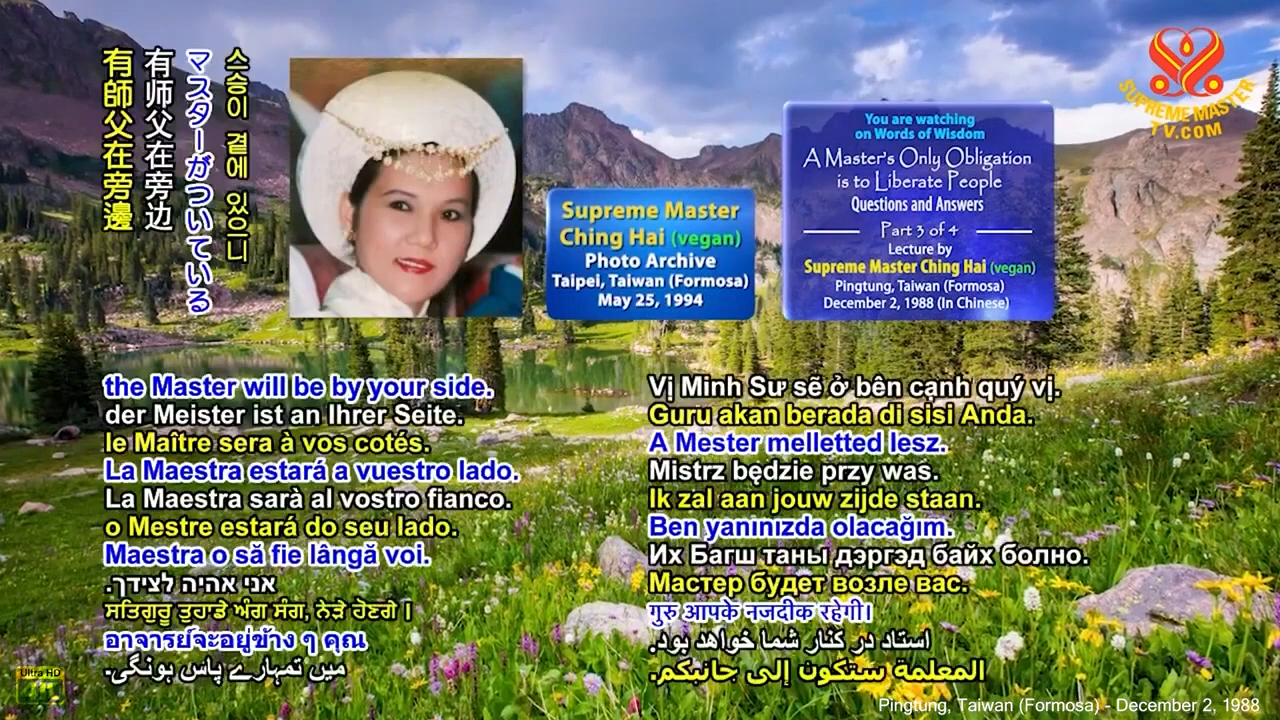 有師父在旁邊
有师父在旁边
マスターがついている
스승이 곁에 있으니
Supreme Master
Ching Hai (vegan)
Photo Archive
Taipei, Taiwan (Formosa)
May 25, 1994
You are watching
on Words of Wisdom
A Master's Only Obligation
is to Liberate People
Questions and Answers
Part 3 of 4
Lecture by
Supreme Master Ching Hai (vegan)
Pingtung, Taiwan (Formosa)
December 2, 1988 (In Chinese)
SUPREME MASTER
TV.COM
the Master will be by your side.
der Meister ist an Ihrer Seite.
le Maître sera à vos cotés.
La Maestra estará a vuestro lado.
La Maestra sarà al vostro fianco.
o Mestre estará do seu lado.
Maestra o să fie lângă voi.
אני אהיה לצידך.
ਸਤਿਗੁਰੂ ਤੁਹਾਡੇ ਅੰਗ ਸੰਗ, ਨੇੜੇ ਹੋਣਗੇ।
อาจารย์จะอยู่ข้าง ๆ คุณ
میں تمہارے پاس ہونگی.
Vị Minh Sư sẽ ở bên cạnh quý vị.
Guru akan berada di sisi Anda.
A Mester melletted lesz.
Mistrz będzie przy was.
Ik zal aan jouw zijde staan.
Ben yanınızda olacağım.
Их Багш таны дэргэд байх болно.
Мастер будет возле вас.
गुरु आपके नजदीक रहेगी।
استاد در کنار شما خواهد بود.
المعلمة ستكون إلى جانبكم.
Ultra HD
Pingtung, Taiwan (Formosa) - December 2, 1988